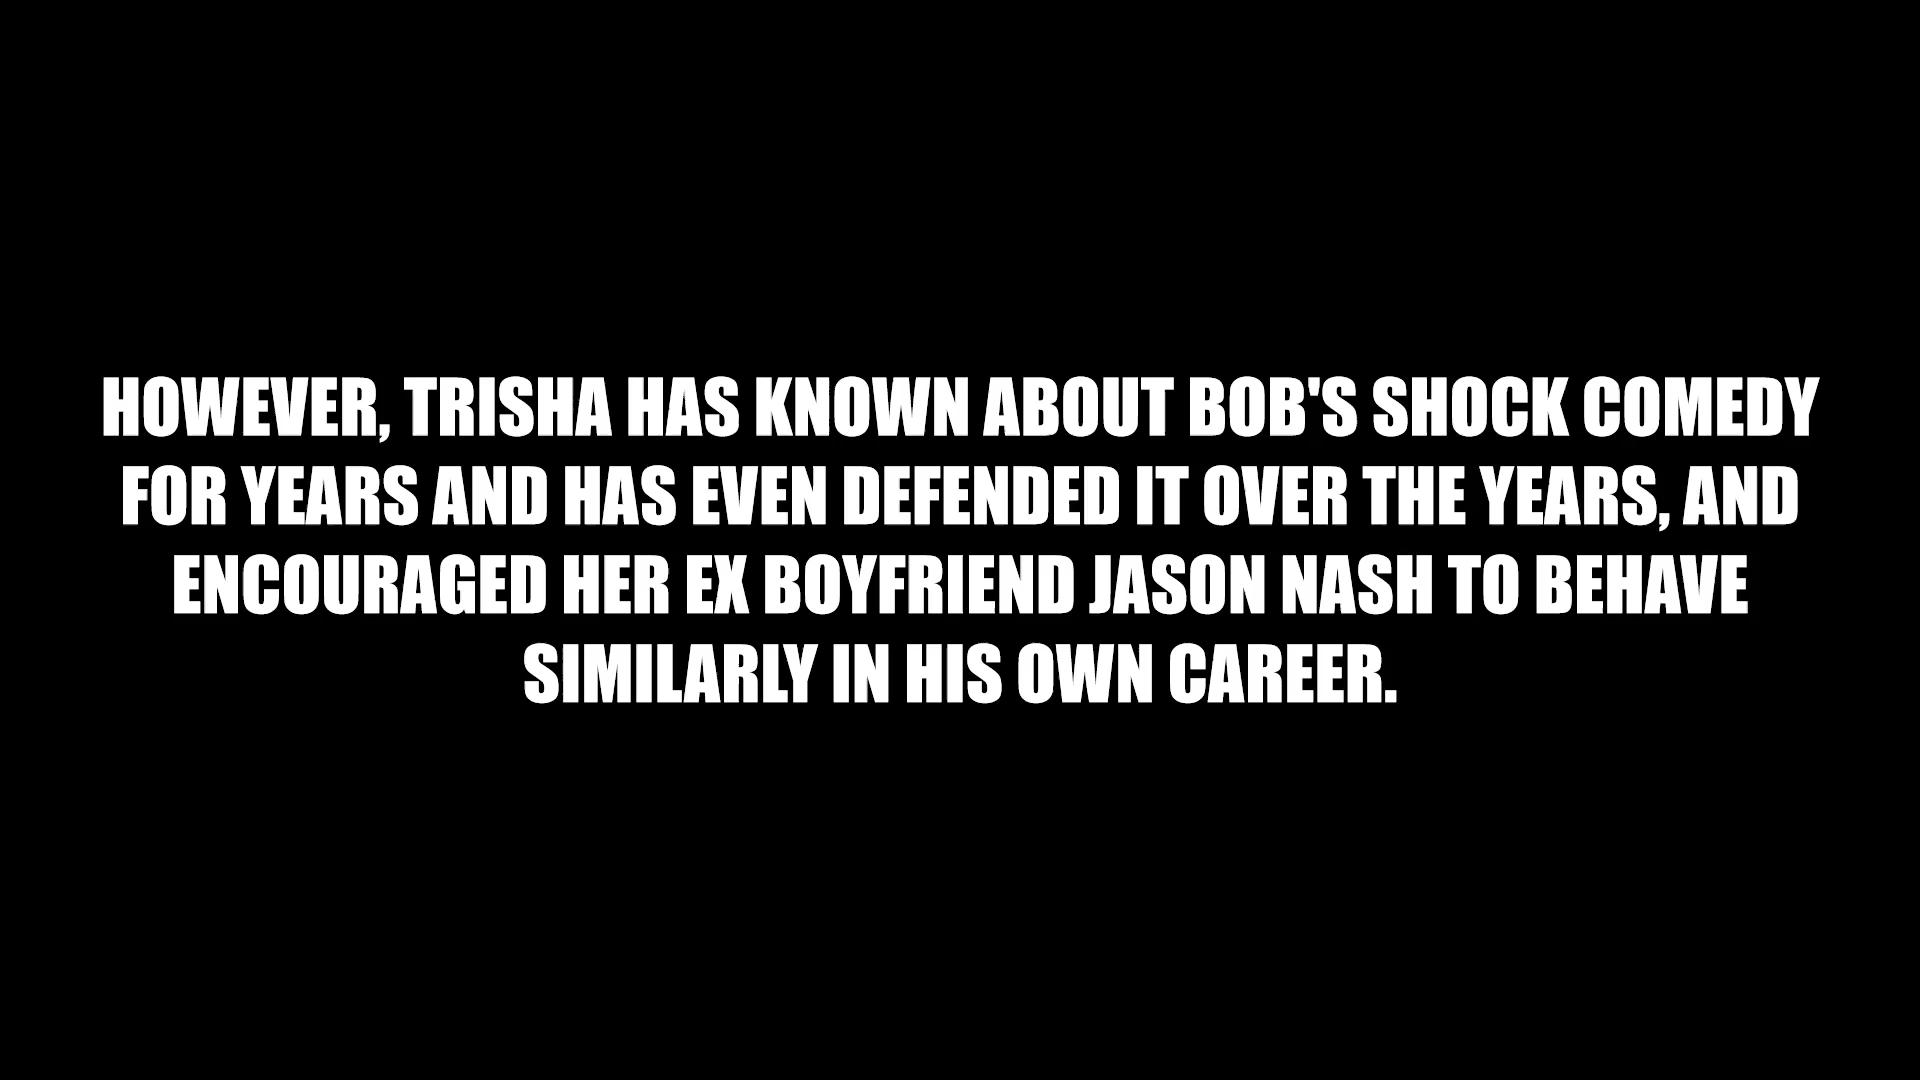 HOWEVER, TRISHA HAS KNOWN ABOUT BOB'S SHOCK COMEDY
FOR YEARS AND HAS EVEN DEFENDED IT OVER THE YEARS, AND
ENCOURAGED HER EX BOYFRIEND JASON NASH TO BEHAVE
SIMILARLY IN HIS OWN CAREER.